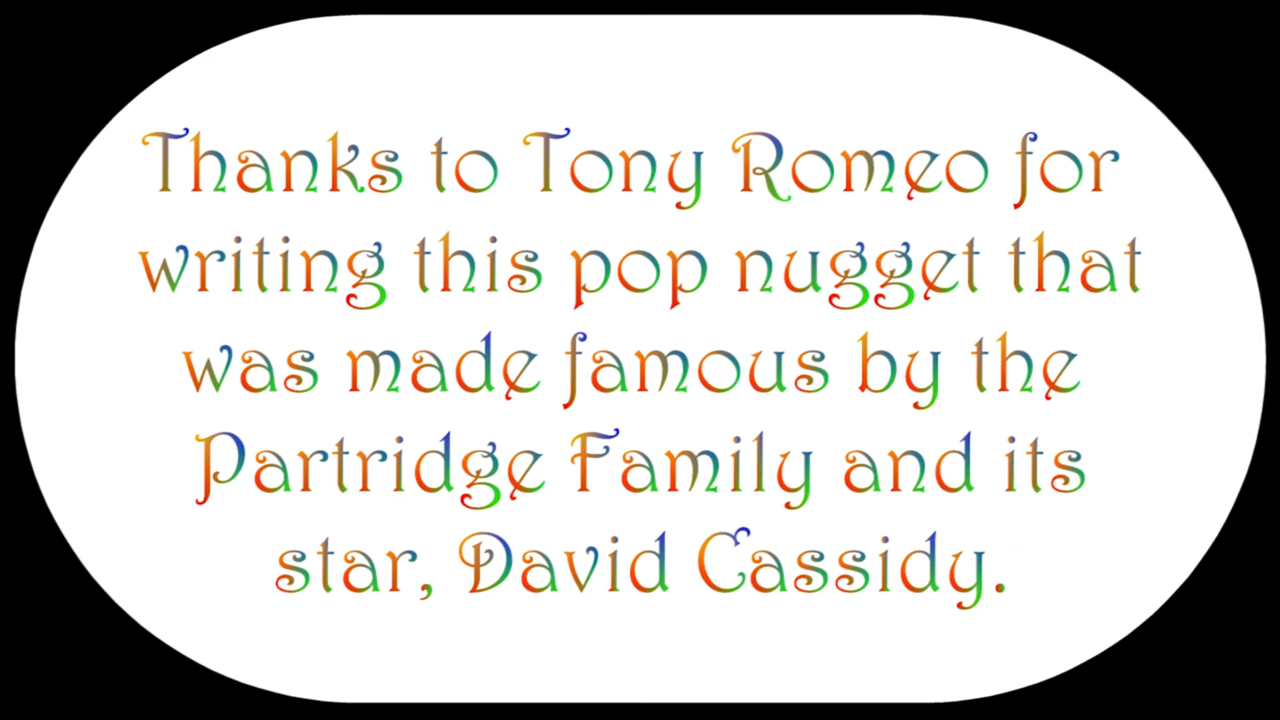 Thanks to Tony Romeo for
writing this pop nugget that
was made famous by the
Partridge Family and its
star, David Cassidy.